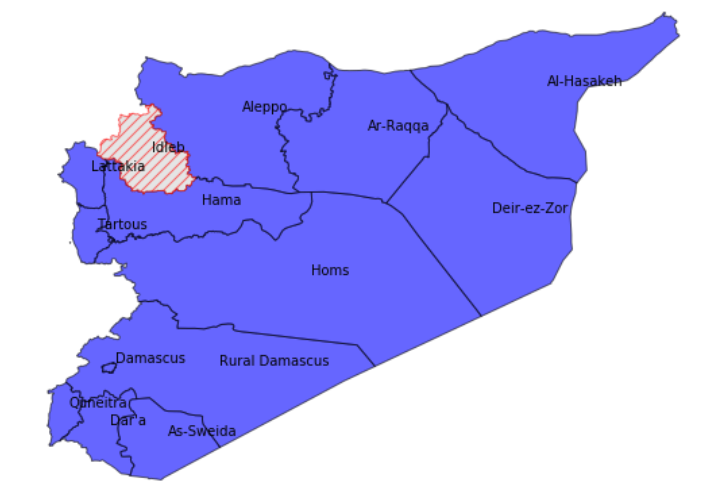 Al-Hasakeh
Aleppo
Ar-Raqqa
Idleb
Lattakia
Hama
Deir-ez-Zor
Tartous
Homs
Damascus
Rural Damascus
Quneitra
Dar'a
As-Sweida